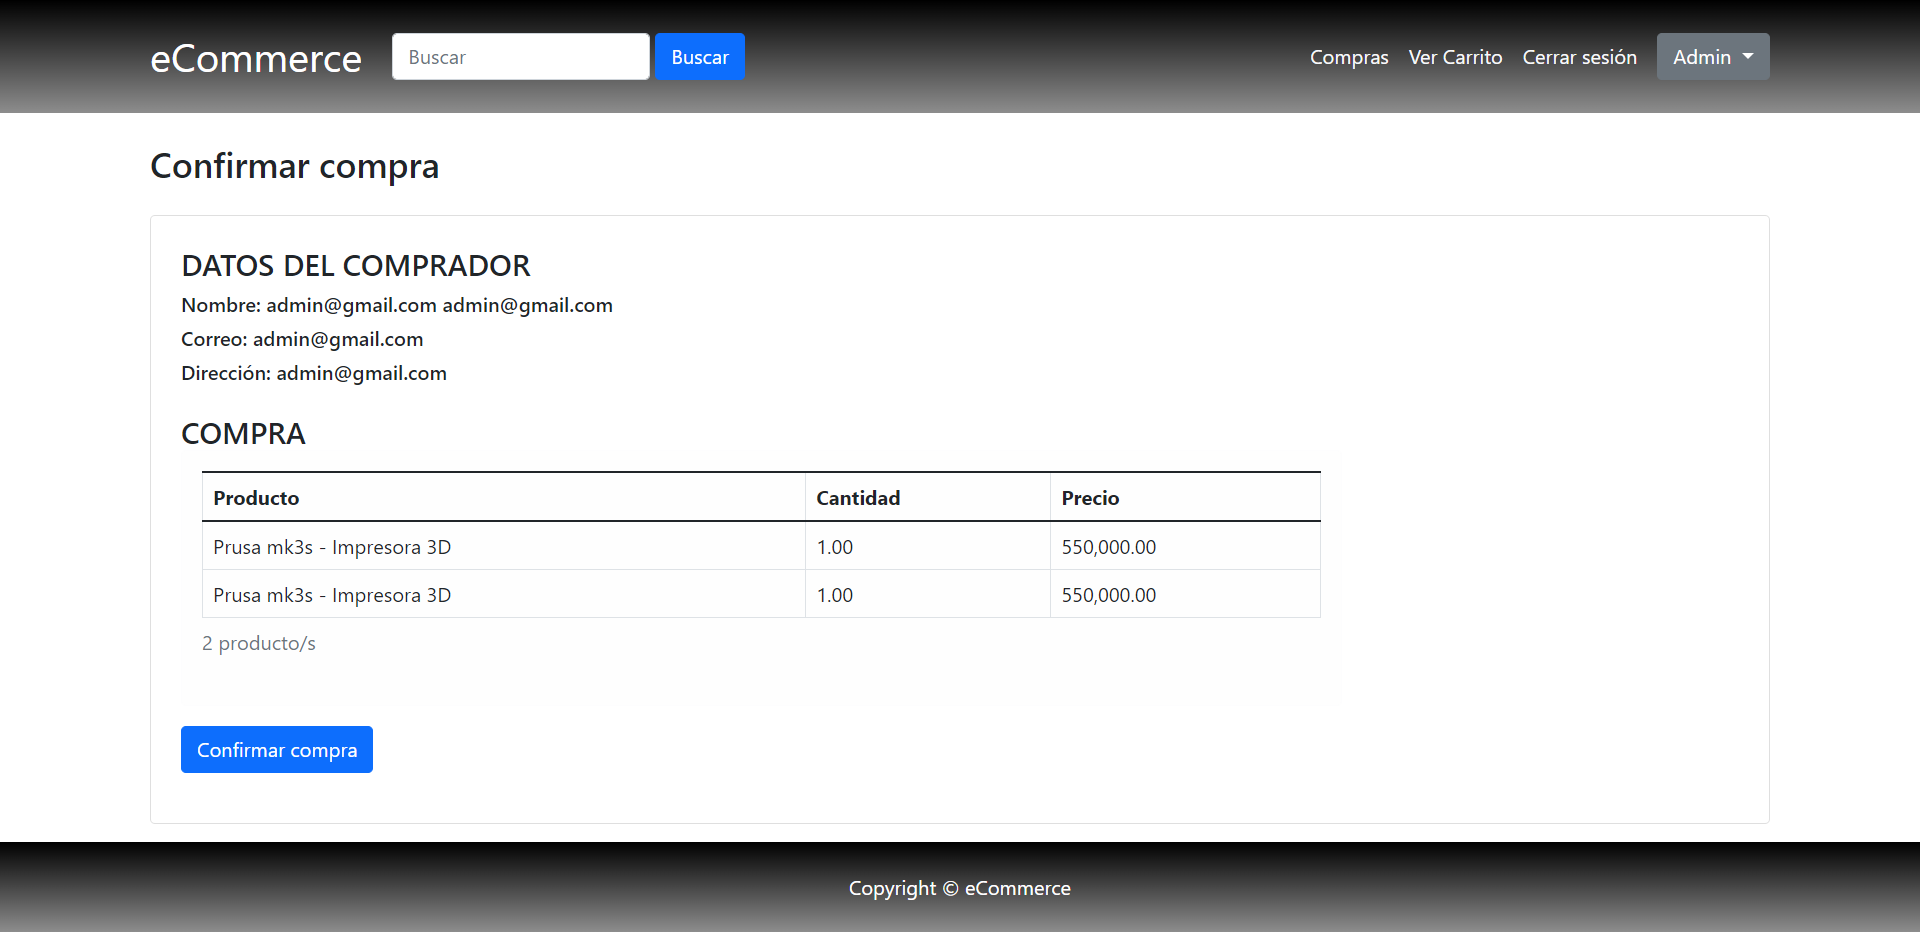 eCommerce Buscar Buscar Compras Ver Carrito Cerrar sesión Admin
Confirmar compra
DATOS DEL COMPRADOR
Nombre: admin@gmail.com admin@gmail.com
Correo: admin@gmail.com
Dirección: admin@gmail.com
COMPRA
Producto Cantidad Precio
Prusa mk3s - Impresora 3D 1.00 550,000.00
Prusa mk3s - Impresora 3D 1.00 550,000.00
2 producto/s
Confirmar compra
Copyright © eCommerce